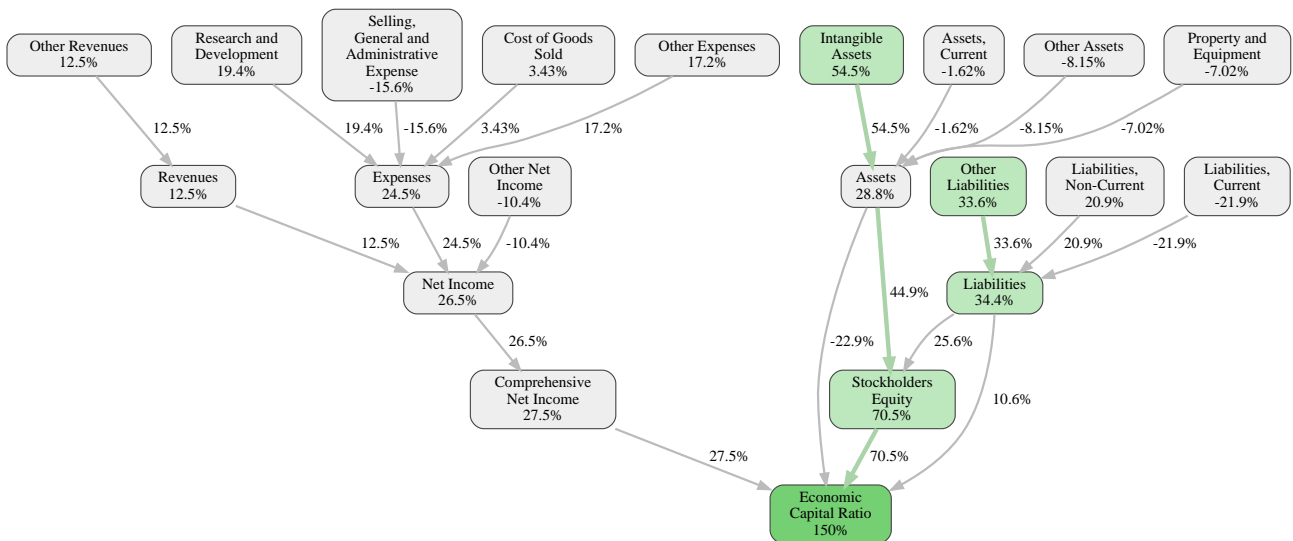 Other Revenues
12.5%
Research and
Development
19.4%
Selling,
General and
Administrative
Expense
-15.6%
Cost of Goods
Sold
3.43%
Other Expenses
17.2%
Intangible
Assets
54.5%
Assets,
Current
-1.62%
Other Assets
-8.15%
Property and
Equipment
-7.02%
12.5%
19.4%
-15.6%
3.43%
17.2%
54.5%
-1.62%
-8.15%
-7.02%
Revenues
12.5%
Expenses
24.5%
Other Net
Income
-10.4%
Assets
28.8%
Other
Liabilities
33.6%
Liabilities,
Non-Current
20.9%
Liabilities,
Current
-21.9%
12.5%
24.5%
-10.4%
33.6%
20.9%
-21.9%
Net Income
26.5%
44.9%
Liabilities
34.4%
26.5%
-22.9%
25.6%
Comprehensive
Net Income
27.5%
Stockholders
Equity
70.5%
10.6%
27.5%
70.5%
Economic
Capital Ratio
150%